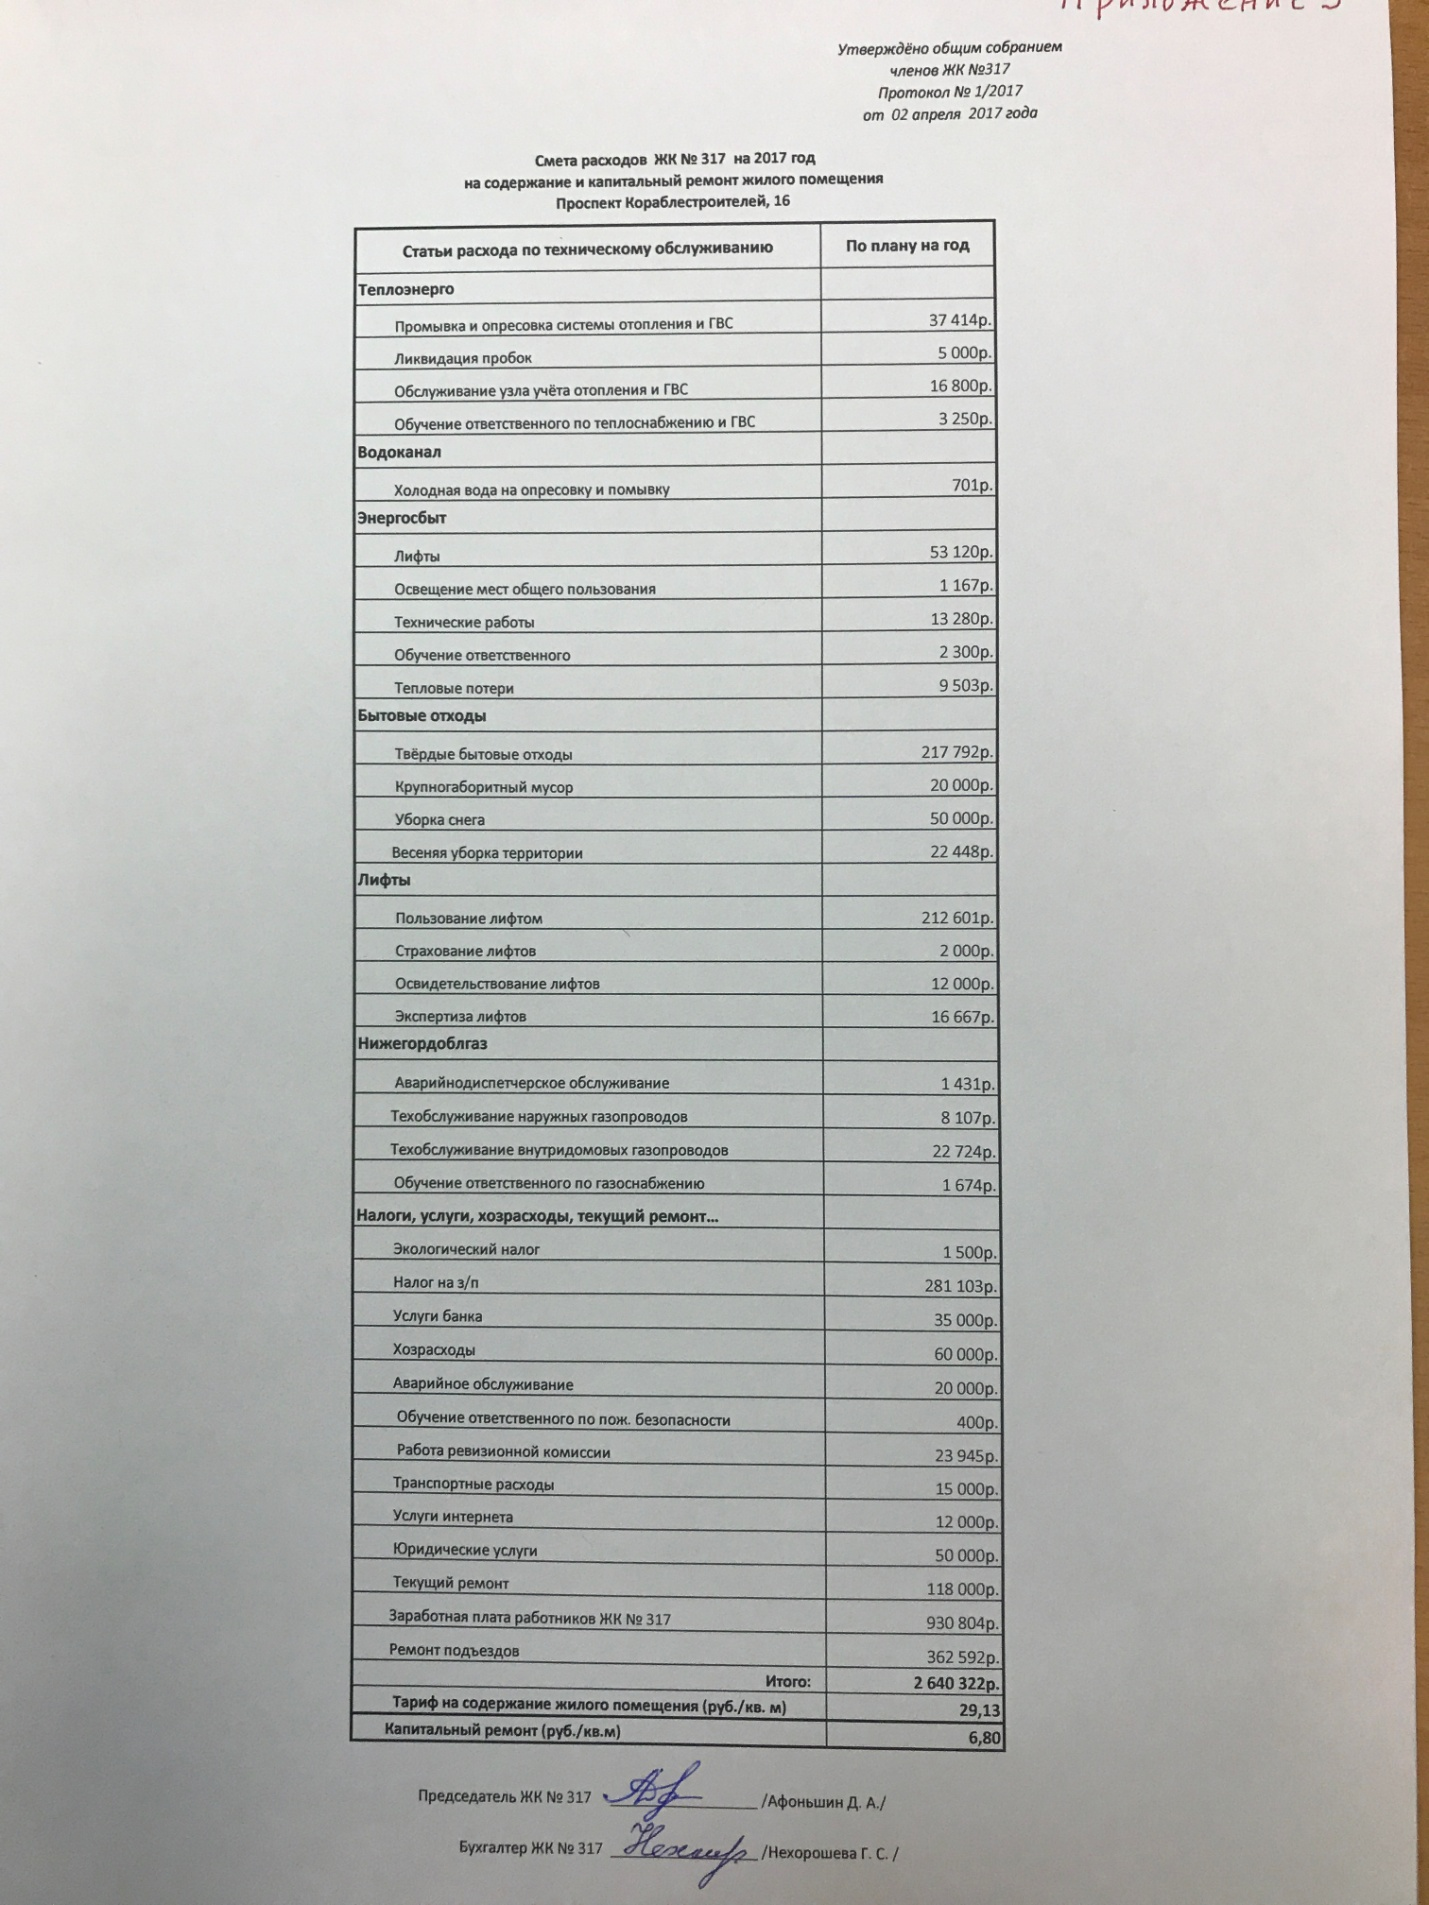 Приложение 3
Утверждёно общим собранием
членов ЖК №317
Протокол № 1/2017
от 02 апреля 2017 года
Смета расходов ЖК № 317 на 2017 год
на содержание и капитальный ремонт жилого помещения
Проспект Кораблестроителей, 16
Статьи расхода по техническому обслуживанию По плану на год
Теплоэнерго
Промывка и опресовка системы отопления и ГВС 37 414р.
Ликвидация пробок 5 000р.
Обслуживание узла учёта отопления и ГВС 16 800р.
Обучение ответственного по теплоснабжению и ГВС 3 250р.
Водоканал
Холодная вода на опресовку и помывку 701р.
Энергосбыт
Лифты 53 120р.
Освещение мест общего пользования 1 167р.
Технические работы 13 280р.
Обучение ответственного 2 300р.
Тепловые потери 9 503р.
Бытовые отходы
Твёрдые бытовые отходы 217 792р.
Крупногаборитный мусор 20 000р.
Уборка снега 50 000р.
Весеняя уборка территории 22 448р.
Лифты
Пользование лифтом 212 601р.
Страхование лифтов 2 000р.
Освидетельствование лифтов 12 000р.
Экспертиза лифтов 16 667р.
Нижегордоблгаз
Аварийнодиспетчерское обслуживание 1 431р.
Техобслуживание наружных газопроводов 8 107р.
Техобслуживание внутридомовых газопроводов 22 724р.
Обучение ответственного по газоснабжению 1 674р.
Налоги, услуги, хозрасходы, текущий ремонт...
Экологический налог 1 500р.
Налог на з/п 281 103р.
Услуги банка 35 000р.
Хозрасходы 60 000р.
Аварийное обслуживание 20 000р.
Обучение ответственного по пож. безопасности 400р.
Работа ревизионной комиссии 23 945р.
Транспортные расходы 15 000р.
Услуги интернета 12 000р.
Юридические услуги 50 000р.
Текущий ремонт 118 000р.
Заработная плата работников ЖК № 317 930 804р.
Ремонт подъездов 362 592р.
Итого: 2 640 322р.
Тариф на содержание жилого помещения (руб./кв. м) 29,13
Капитальный ремонт (руб./кв.м) 6,80
Председатель ЖК № 317 /Афоньшин Д. А./
Бухгалтер ЖК № 317 /Нехорошева Г. С. /